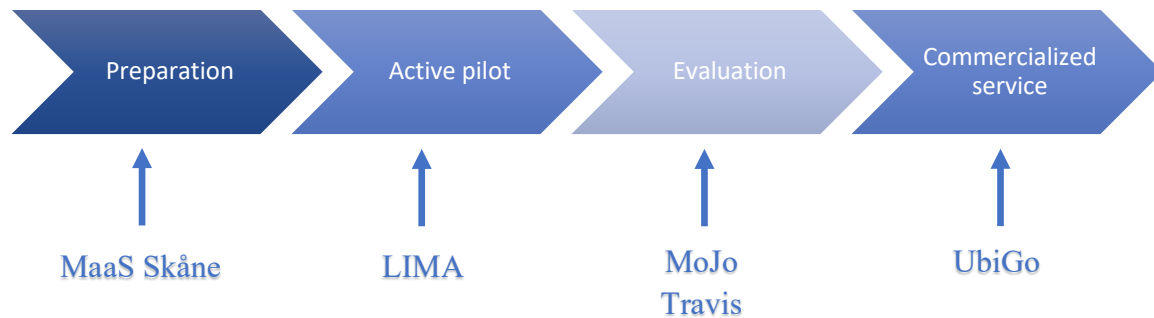 Preparation
Active pilot
Evaluation
Commercialized
service
MaaS Skåne
LIMA
MoJo
Travis
UbiGo